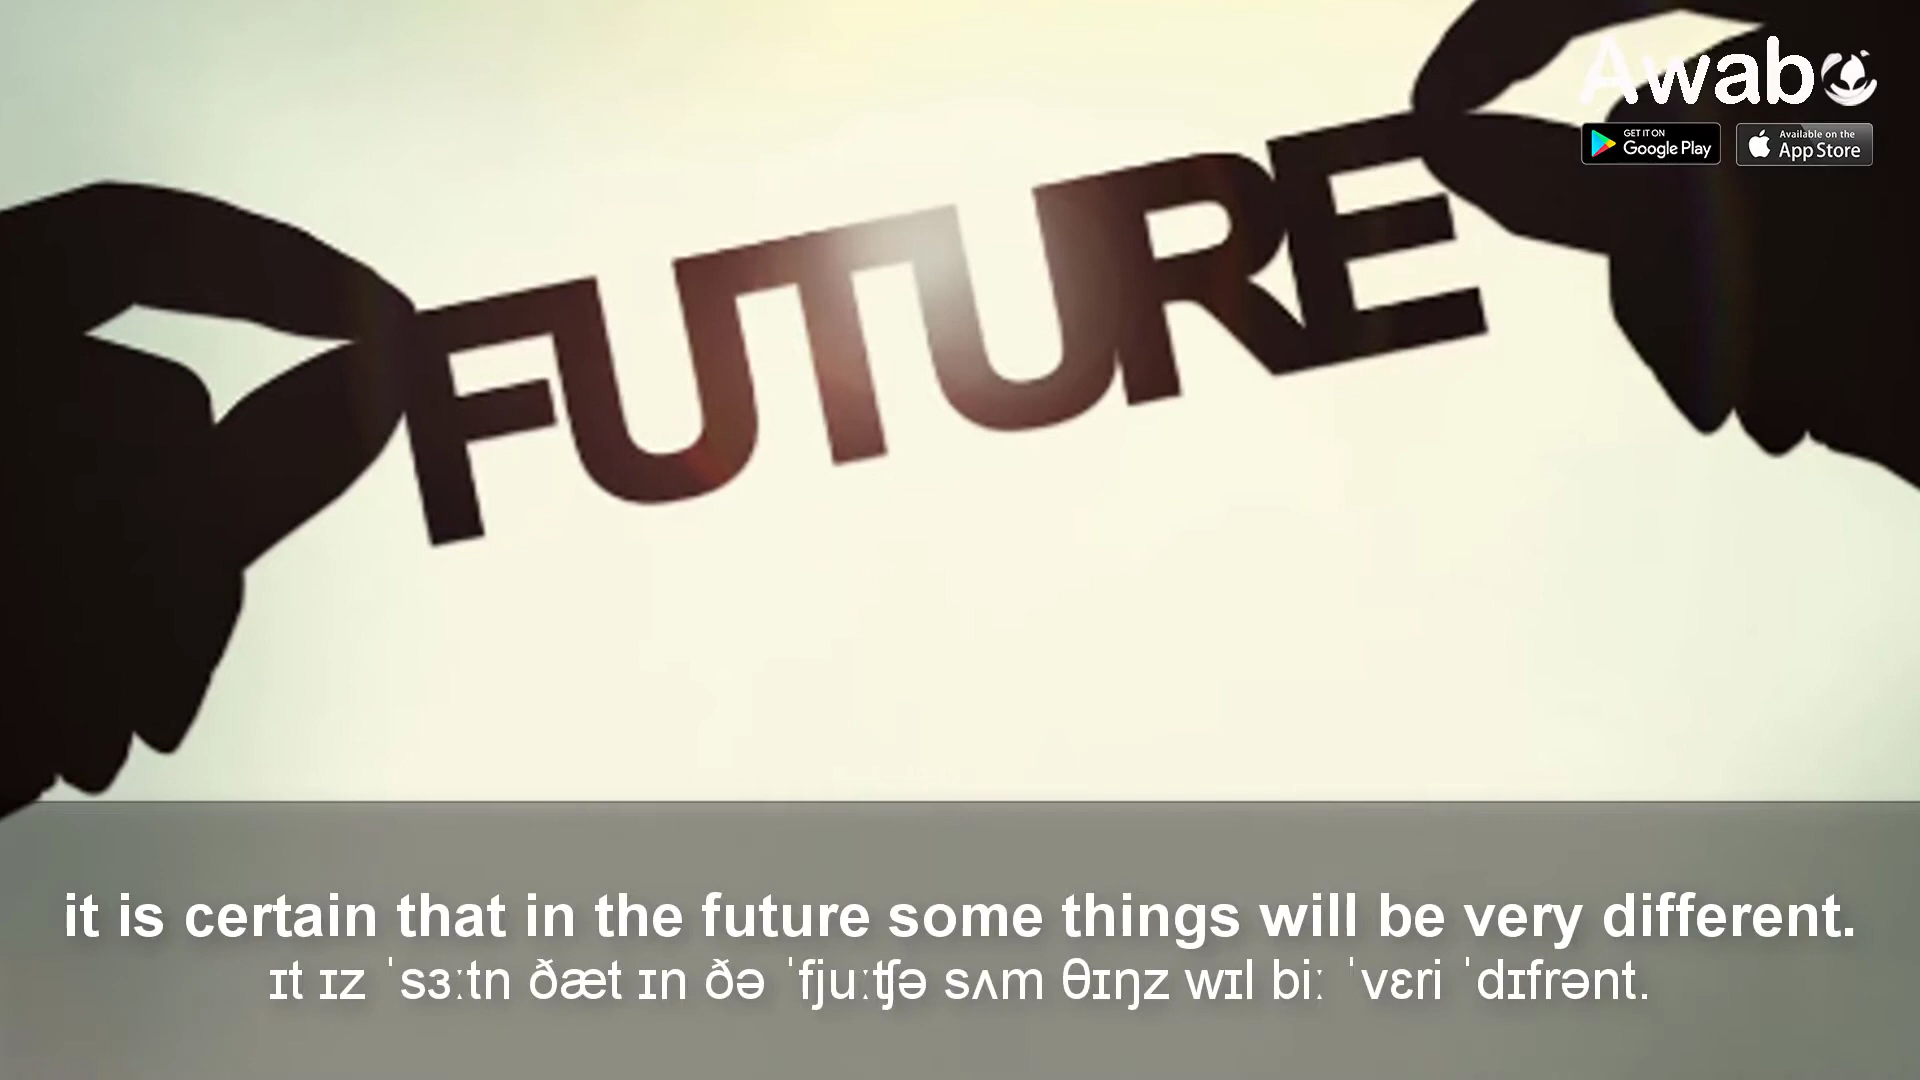 Awab
GET IT ON
Google Play
Available on the
App Store
FUTURE
it is certain that in the future some things will be very different.
ɪt ɪz ˈsɜːtn ðæt ɪn ðə ˈfjuːʧə sʌm θɪŋz wɪl biː ˈvɛri ˈdɪfrənt.